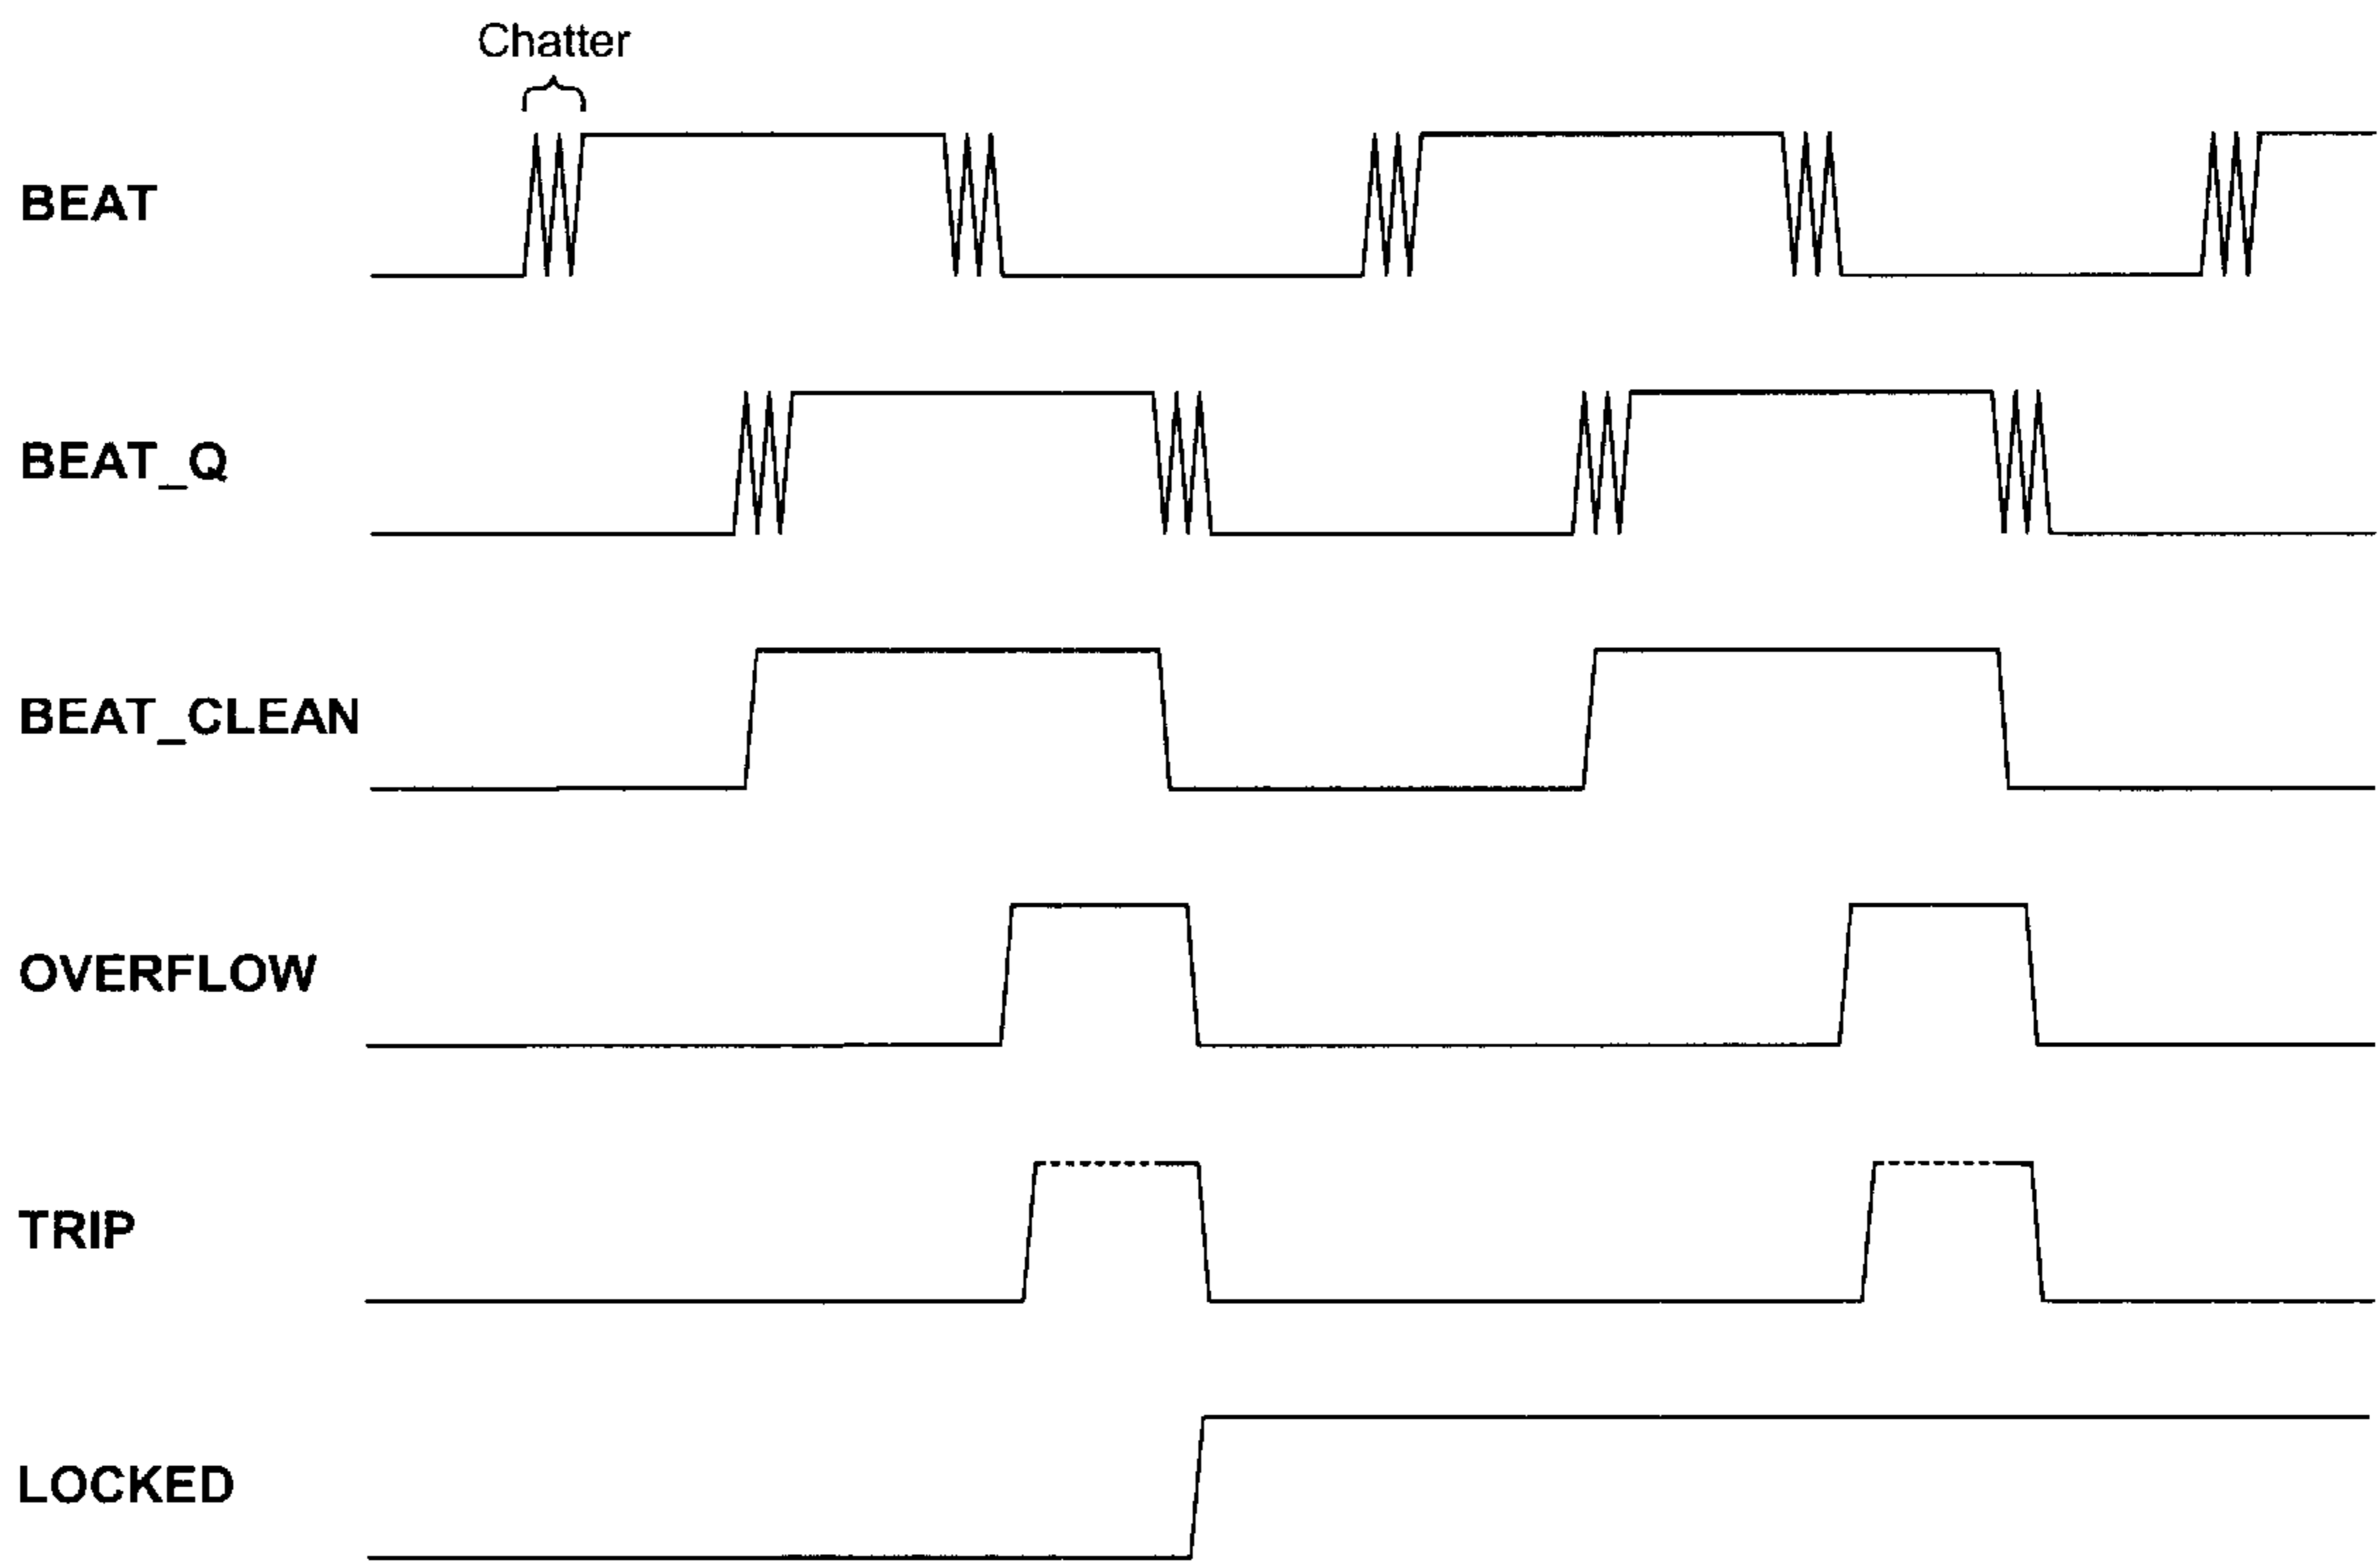 Chatter
BEAT
BEAT_Q
BEAT_CLEAN
OVERFLOW
TRIP
LOCKED